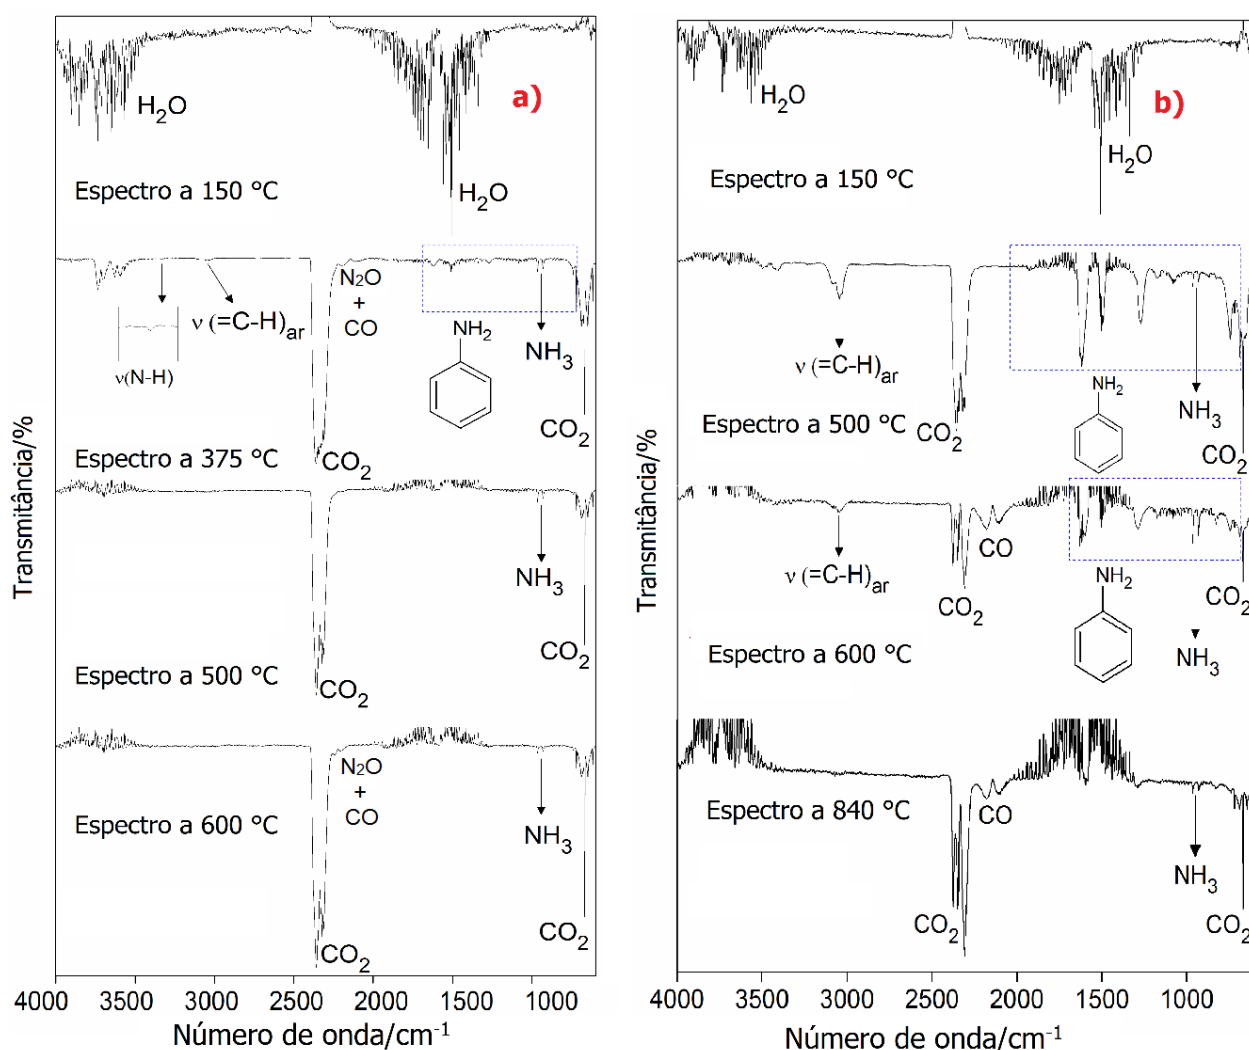 a)
H₂O
Espectro a 150 °C
H₂O
N₂O
+
CO
ν (=C-H)ar
ν(N-H)
NH₂
NH₃
CO₂
CO₂
Espectro a 375 °C
NH₃
CO₂
CO₂
Espectro a 500 °C
N₂O
+
CO
NH₃
CO₂
CO₂
Espectro a 600 °C
Transmitância/%
4000 3500 3000 2500 2000 1500 1000
Número de onda/cm⁻¹
b)
H₂O
H₂O
Espectro a 150 °C
ν (=C-H)ar
NH₂
NH₃
CO₂
CO₂
Espectro a 500 °C
CO
ν (=C-H)ar
CO₂
NH₂
CO₂
NH₃
Espectro a 600 °C
CO
Espectro a 840 °C
NH₃
CO₂
CO₂
Transmitância/%
4000 3500 3000 2500 2000 1500 1000
Número de onda/cm⁻¹